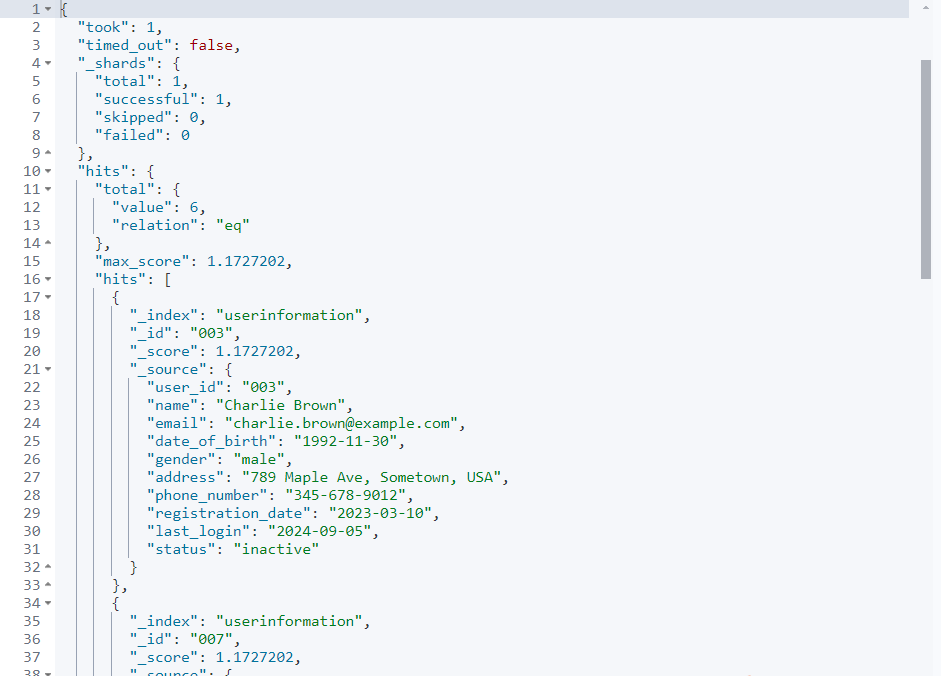 1 {
2 "took": 1,
3 "timed_out": false,
4 "_shards": {
5 "total": 1,
6 "successful": 1,
7 "skipped": 0,
8 "failed": 0
9 },
10 "hits": {
11 "total": {
12 "value": 6,
13 "relation": "eq"
14 },
15 "max_score": 1.1727202,
16 "hits": [
17 {
18 "_index": "userinformation",
19 "_id": "003",
20 "_score": 1.1727202,
21 "_source": {
22 "user_id": "003",
23 "name": "Charlie Brown",
24 "email": "charlie.brown@example.com",
25 "date_of_birth": "1992-11-30",
26 "gender": "male",
27 "address": "789 Maple Ave, Sometown, USA",
28 "phone_number": "345-678-9012",
29 "registration_date": "2023-03-10",
30 "last_login": "2024-09-05",
31 "status": "inactive"
32 }
33 },
34 {
35 "_index": "userinformation",
36 "_id": "007",
37 "_score": 1.1727202,
38 "_source": {